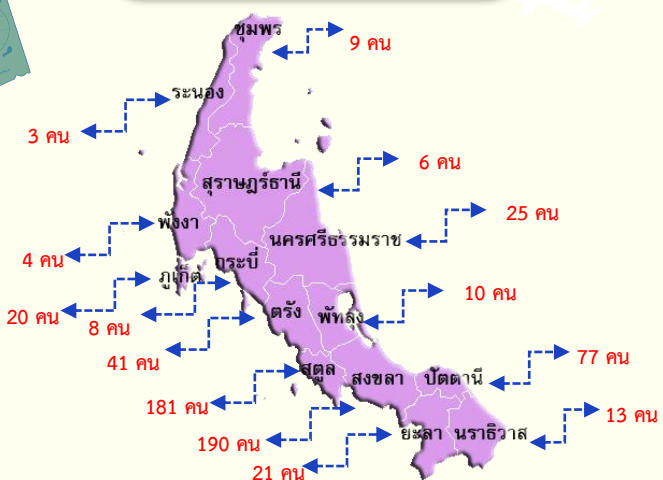 ชุมพร
9 คน
ระนอง
3 คน
6 คน
สุราษฎร์ธานี
25 คน
พังงา
นครศรีธรรมราช
4 คน
กระบี่
ภูเก็ต
10 คน
20 คน
8 คน
ตรัง
พัทลุง
41 คน
77 คน
สตูล
สงขลา
ปัตตานี
181 คน
13 คน
190 คน
ยะลา
นราธิวาส
21 คน